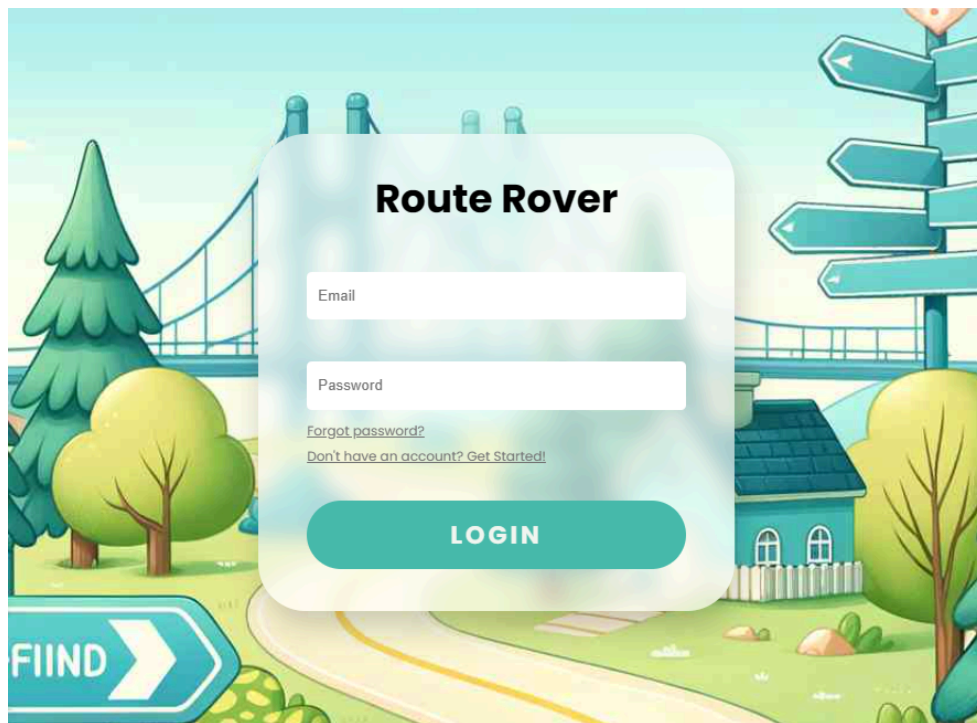 Route Rover
Email
Password
Forgot password?
Don't have an account? Get Started!
LOGIN
FIIND